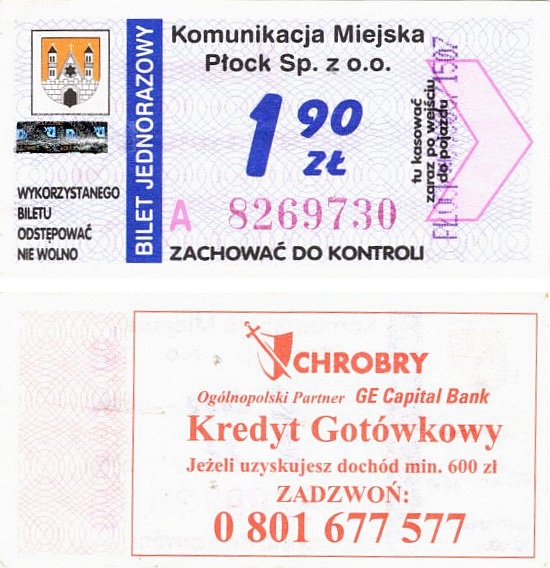 Komunikacja Miejska
Płock Sp. z o.o.
BILET JEDNORAZOWY
1 90
ZŁ
tu kasować
zaraz po wejściu
do pojazdu
WYKORZYSTANEGO
BILETU
ODSTĘPOWAĆ
NIE WOLNO
A 8269730
ZACHOWAĆ DO KONTROLI
CHROBRY
Ogólnopolski Partner GE Capital Bank
Kredyt Gotówkowy
Jeżeli uzyskujesz dochód min. 600 zł
ZADZWOŃ:
0 801 677 577